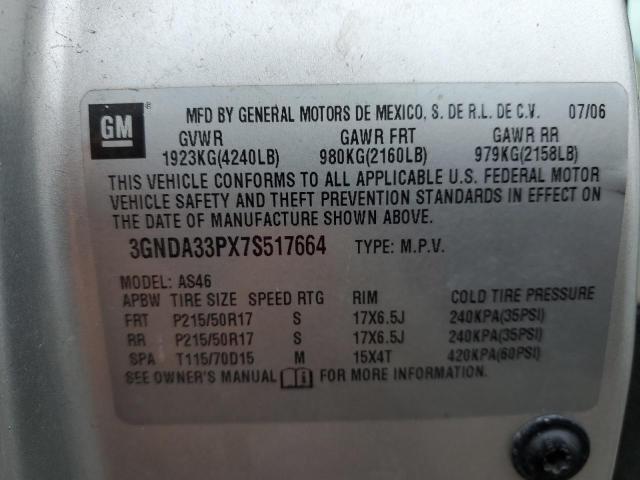 GM
MFD BY GENERAL MOTORS DE MEXICO, S. DE R.L. DE C.V. 07/06
GVWR GAWR FRT GAWR RR
1923KG(4240LB) 980KG(2160LB) 979KG(2158LB)
THIS VEHICLE CONFORMS TO ALL APPLICABLE U.S. FEDERAL MOTOR
VEHICLE SAFETY AND THEFT PREVENTION STANDARDS IN EFFECT ON
THE DATE OF MANUFACTURE SHOWN ABOVE.
3GNDA33PX7S517664 TYPE: M.P.V.
MODEL: AS46
APBW TIRE SIZE SPEED RTG RIM COLD TIRE PRESSURE
FRT P215/50R17 S 17X6.5J 240KPA(35PSI)
RR P215/50R17 S 17X6.5J 240KPA(35PSI)
SPA T115/70D15 M 15X4T 420KPA(60PSI)
SEE OWNER'S MANUAL FOR MORE INFORMATION.